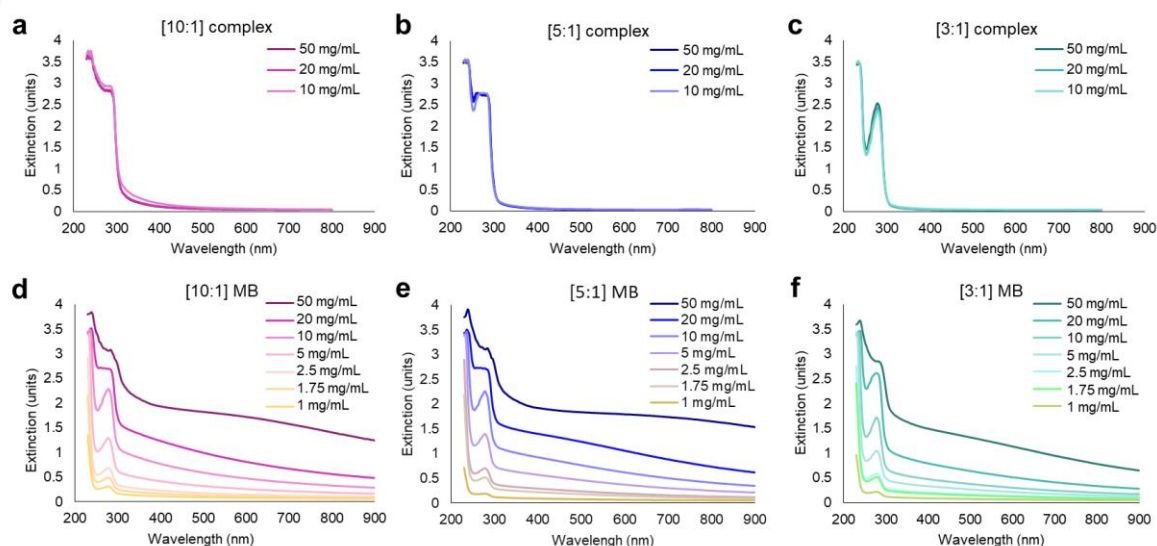 a
[10:1] complex
50 mg/mL
20 mg/mL
10 mg/mL
Extinction (units)
4
3.5
3
2.5
2
1.5
1
0.5
0
200 300 400 500 600 700 800 900
Wavelength (nm)
b
[5:1] complex
50 mg/mL
20 mg/mL
10 mg/mL
Extinction (units)
4
3.5
3
2.5
2
1.5
1
0.5
0
200 300 400 500 600 700 800 900
Wavelength (nm)
c
[3:1] complex
50 mg/mL
20 mg/mL
10 mg/mL
Extinction (units)
4
3.5
3
2.5
2
1.5
1
0.5
0
200 300 400 500 600 700 800 900
Wavelength (nm)
d
[10:1] MB
50 mg/mL
20 mg/mL
10 mg/mL
5 mg/mL
2.5 mg/mL
1.75 mg/mL
1 mg/mL
Extinction (units)
4
3.5
3
2.5
2
1.5
1
0.5
0
200 300 400 500 600 700 800 900
Wavelength (nm)
e
[5:1] MB
50 mg/mL
20 mg/mL
10 mg/mL
5 mg/mL
2.5 mg/mL
1.75 mg/mL
1 mg/mL
Extinction (units)
4
3.5
3
2.5
2
1.5
1
0.5
0
200 300 400 500 600 700 800 900
Wavelength (nm)
f
[3:1] MB
50 mg/mL
20 mg/mL
10 mg/mL
5 mg/mL
2.5 mg/mL
1.75 mg/mL
1 mg/mL
Extinction (units)
4
3.5
3
2.5
2
1.5
1
0.5
0
200 300 400 500 600 700 800 900
Wavelength (nm)